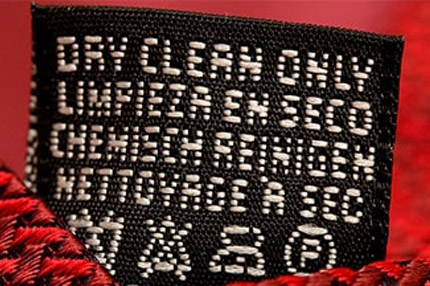 DRY CLEAN ONLY
LIMPIEZA EN SECO
CHEMISCH REINIGEN
NETTOYAGE A SEC
P